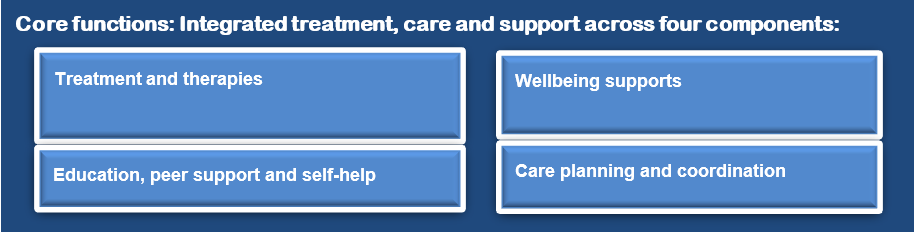 Core functions: Integrated treatment, care and support across four components:
Treatment and therapies
Wellbeing supports
Education, peer support and self-help
Care planning and coordination